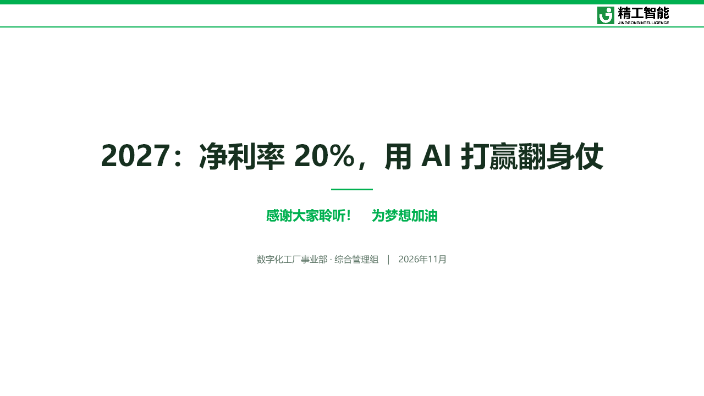 精工智能
2027：净利率 20%，用 AI 打赢翻身仗
感谢大家聆听！ 为梦想加油
数字化工厂事业部 · 综合管理组 | 2026年11月